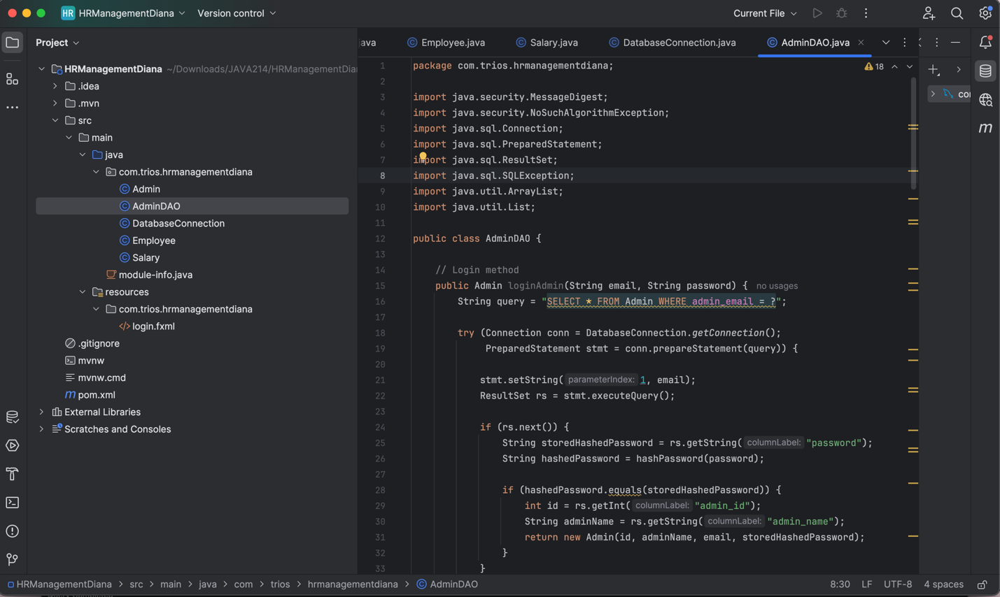 HR HRManagementDiana Version control Current File
Project
java Employee.java Salary.java DatabaseConnection.java AdminDAO.java
HRManagementDiana ~/Downloads/JAVA214/HRManagementDia
.idea
.mvn
src
main
java
com.trios.hrmanagementdiana
Admin
AdminDAO
DatabaseConnection
Employee
Salary
module-info.java
resources
com.trios.hrmanagementdiana
login.fxml
.gitignore
mvnw
mvnw.cmd
m pom.xml
External Libraries
Scratches and Consoles
1 package com.trios.hrmanagementdiana;
18
2
3 import java.security.MessageDigest;
4 import java.security.NoSuchAlgorithmException;
5 import java.sql.Connection;
6 import java.sql.PreparedStatement;
7 import java.sql.ResultSet;
8 import java.sql.SQLException;
9 import java.util.ArrayList;
10 import java.util.List;
11
12 public class AdminDAO {
13
14 // Login method
15 public Admin loginAdmin(String email, String password) { no usages
16 String query = "SELECT * FROM Admin WHERE admin_email = ?";
17
18 try (Connection conn = DatabaseConnection.getConnection();
19 PreparedStatement stmt = conn.prepareStatement(query)) {
20
21 stmt.setString( parameterIndex: 1, email);
22 ResultSet rs = stmt.executeQuery();
23
24 if (rs.next()) {
25 String storedHashedPassword = rs.getString( columnLabel: "password");
26 String hashedPassword = hashPassword(password);
27
28 if (hashedPassword.equals(storedHashedPassword)) {
29 int id = rs.getInt( columnLabel: "admin_id");
30 String adminName = rs.getString( columnLabel: "admin_name");
31 return new Admin(id, adminName, email, storedHashedPassword);
32 }
33 }
m
HRManagementDiana > src > main > java > com > trios > hrmanagementdiana > AdminDAO 8:30 LF UTF-8 4 spaces